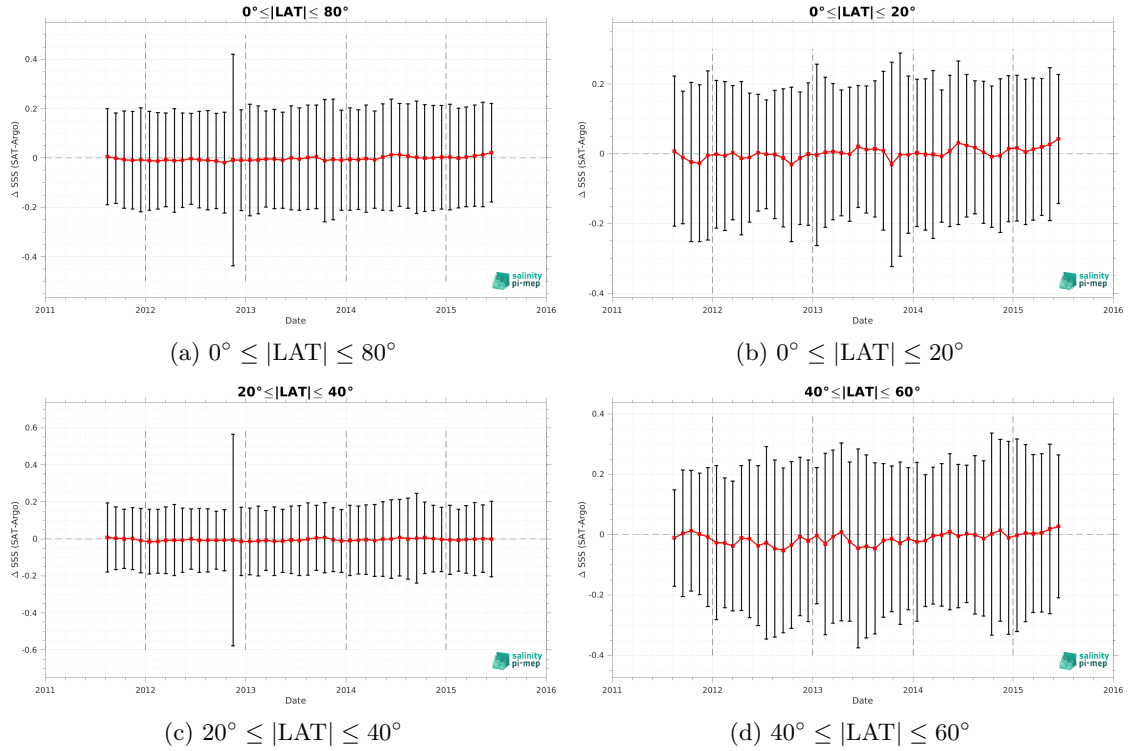 0°≤|LAT|≤ 80°
Δ SSS (SAT-Argo)
0.4
0.2
0
-0.2
-0.4
2011 2012 2013 2014 2015 2016
Date
salinity
pi-mep
(a) 0° ≤ |LAT| ≤ 80°
0°≤|LAT|≤ 20°
Δ SSS (SAT-Argo)
0.2
0
-0.2
-0.4
2011 2012 2013 2014 2015 2016
Date
salinity
pi-mep
(b) 0° ≤ |LAT| ≤ 20°
20°≤|LAT|≤ 40°
Δ SSS (SAT-Argo)
0.6
0.4
0.2
0
-0.2
-0.4
-0.6
2011 2012 2013 2014 2015 2016
Date
salinity
pi-mep
(c) 20° ≤ |LAT| ≤ 40°
40°≤|LAT|≤ 60°
Δ SSS (SAT-Argo)
0.4
0.2
0
-0.2
-0.4
2011 2012 2013 2014 2015 2016
Date
salinity
pi-mep
(d) 40° ≤ |LAT| ≤ 60°